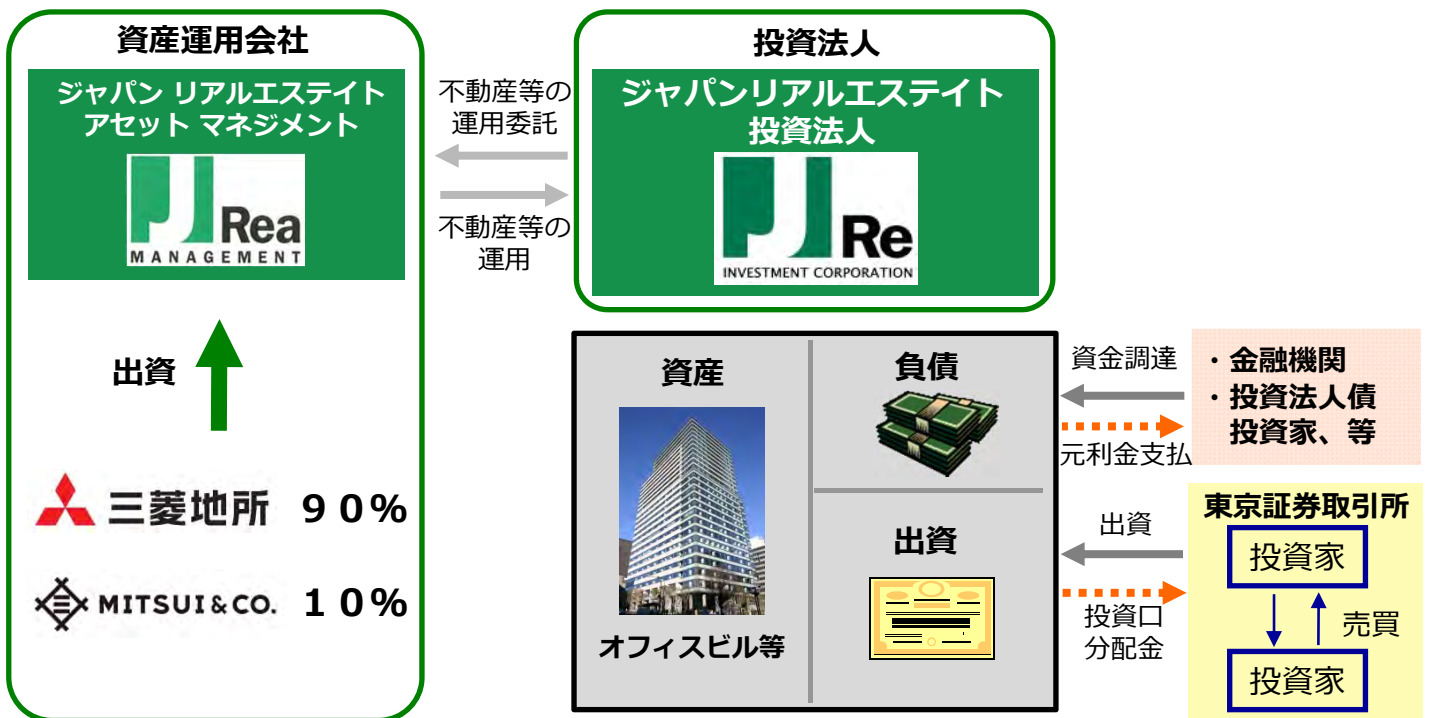 資産運用会社
ジャパン リアルエステイト
アセット マネジメント
J Rea
MANAGEMENT
出資
三菱地所 90%
MITSUI & CO. 10%
不動産等の
運用委託
不動産等の
運用
投資法人
ジャパンリアルエステイト
投資法人
J Re
INVESTMENT CORPORATION
資産
オフィスビル等
負債
出資
資金調達
元利金支払
・金融機関
・投資法人債
投資家、等
出資
投資口
分配金
東京証券取引所
投資家
売買
投資家